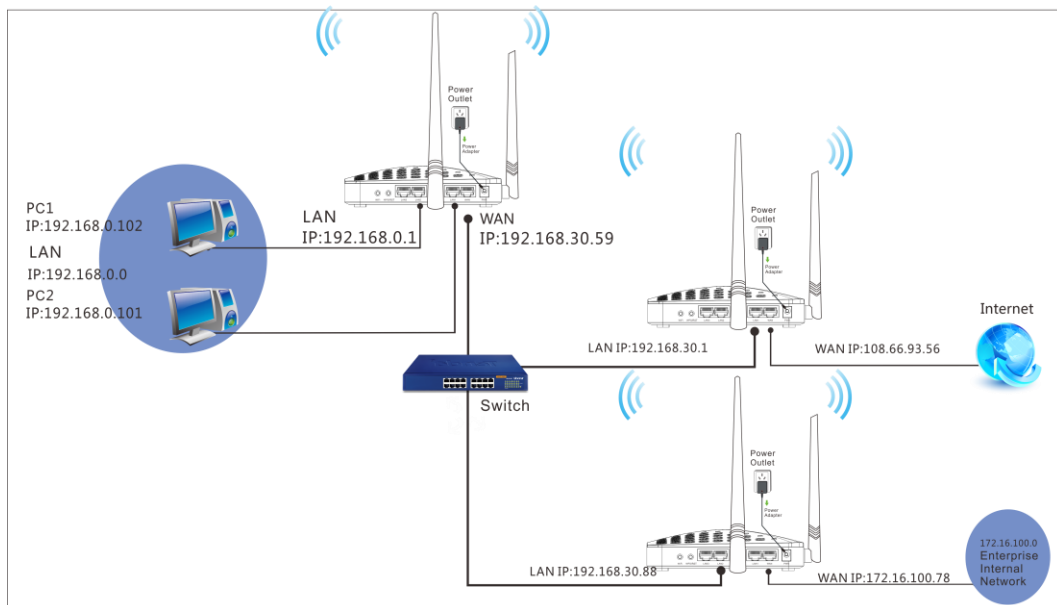 Power
Outlet
Power
Adapter
PC1
IP:192.168.0.102
LAN
IP:192.168.0.0
PC2
IP:192.168.0.101
LAN
IP:192.168.0.1
WAN
IP:192.168.30.59
Power
Outlet
Power
Adapter
Internet
LAN IP:192.168.30.1
WAN IP:108.66.93.56
Switch
Power
Outlet
Power
Adapter
LAN IP:192.168.30.88
WAN IP:172.16.100.78
172.16.100.0
Enterprise
Internal
Network